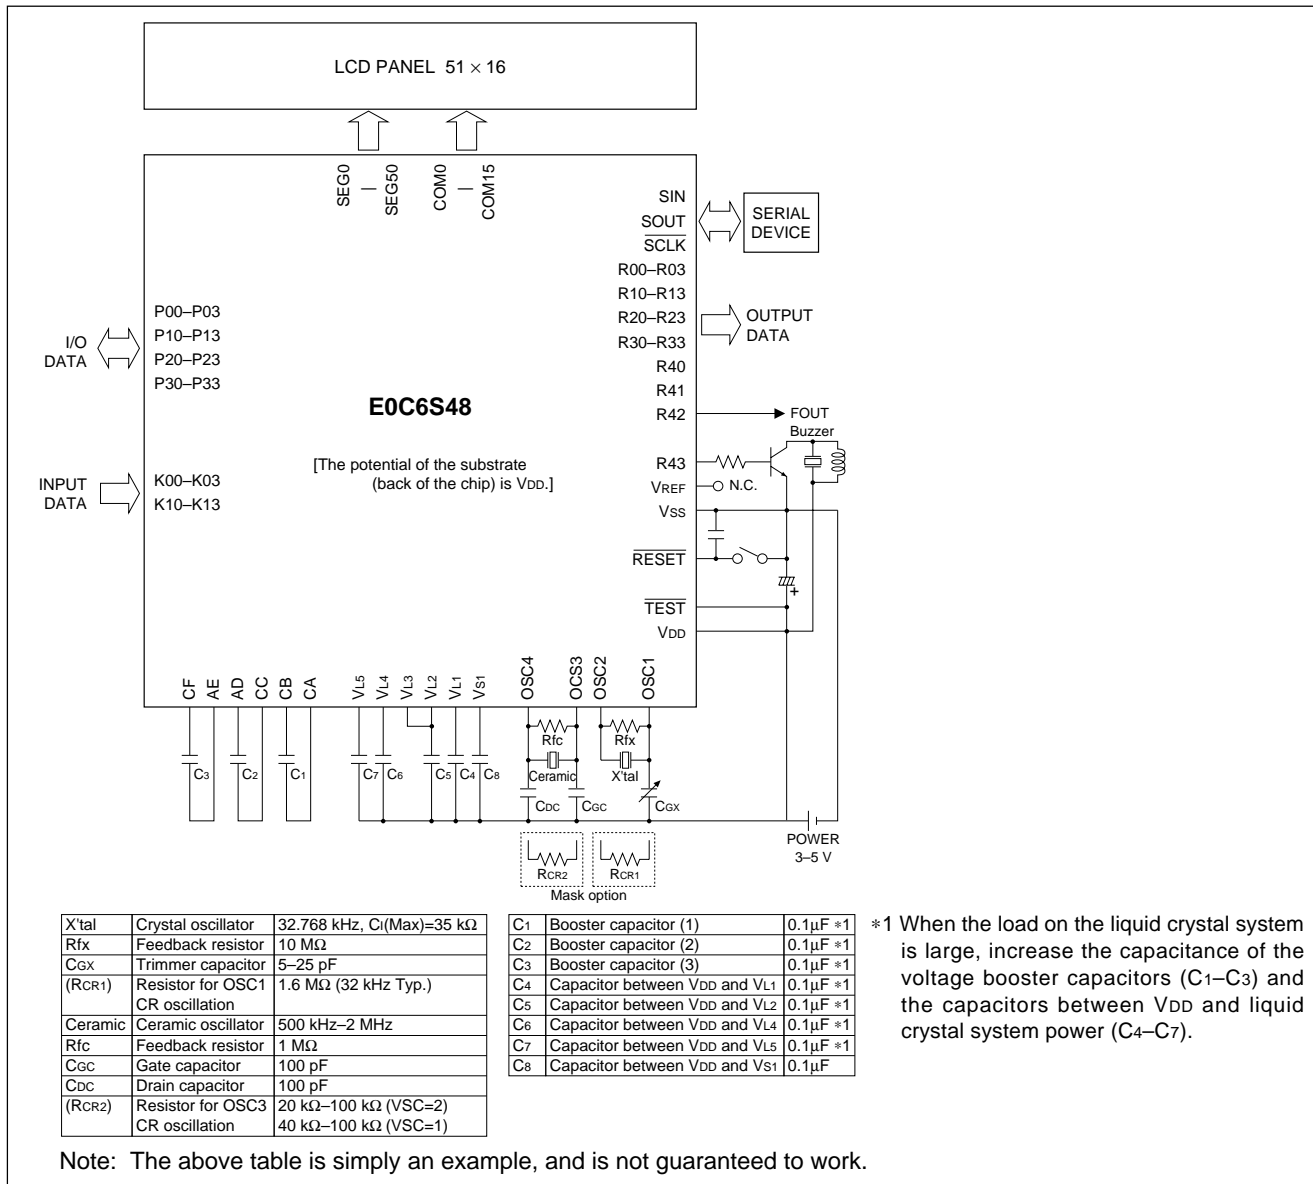 LCD PANEL 51 × 16
SEG0
|
SEG50
COM0
|
COM15
SIN
SOUT
SCLK
SERIAL
DEVICE
R00–R03
R10–R13
R20–R23
R30–R33
OUTPUT
DATA
R40
R41
R42
FOUT
Buzzer
R43
VREF
N.C.
VSS
RESET
+
TEST
VDD
P00–P03
P10–P13
P20–P23
P30–P33
I/O
DATA
E0C6S48
[The potential of the substrate
(back of the chip) is VDD.]
K00–K03
K10–K13
INPUT
DATA
CF
AE
AD
CC
CB
CA
VL5
VL4
VL3
VL2
VL1
VS1
OSC4
OCS3
OSC2
OSC1
C3
C2
C1
C7
C6
C5
C4
C8
Rfc
Ceramic
Rfx
X'tal
CDC
CGC
CGX
POWER
3–5 V
RCR2
RCR1
Mask option
X'tal Crystal oscillator 32.768 kHz, CI(Max)=35 kΩ
Rfx Feedback resistor 10 MΩ
CGX Trimmer capacitor 5–25 pF
(RCR1) Resistor for OSC1 1.6 MΩ (32 kHz Typ.)
CR oscillation
Ceramic Ceramic oscillator 500 kHz–2 MHz
Rfc Feedback resistor 1 MΩ
CGC Gate capacitor 100 pF
CDC Drain capacitor 100 pF
(RCR2) Resistor for OSC3 20 kΩ–100 kΩ (VSC=2)
CR oscillation 40 kΩ–100 kΩ (VSC=1)
C1 Booster capacitor (1) 0.1µF *1
C2 Booster capacitor (2) 0.1µF *1
C3 Booster capacitor (3) 0.1µF *1
C4 Capacitor between VDD and VL1 0.1µF *1
C5 Capacitor between VDD and VL2 0.1µF *1
C6 Capacitor between VDD and VL4 0.1µF *1
C7 Capacitor between VDD and VL5 0.1µF *1
C8 Capacitor between VDD and VS1 0.1µF
*1 When the load on the liquid crystal system
is large, increase the capacitance of the
voltage booster capacitors (C1–C3) and
the capacitors between VDD and liquid
crystal system power (C4–C7).
Note: The above table is simply an example, and is not guaranteed to work.